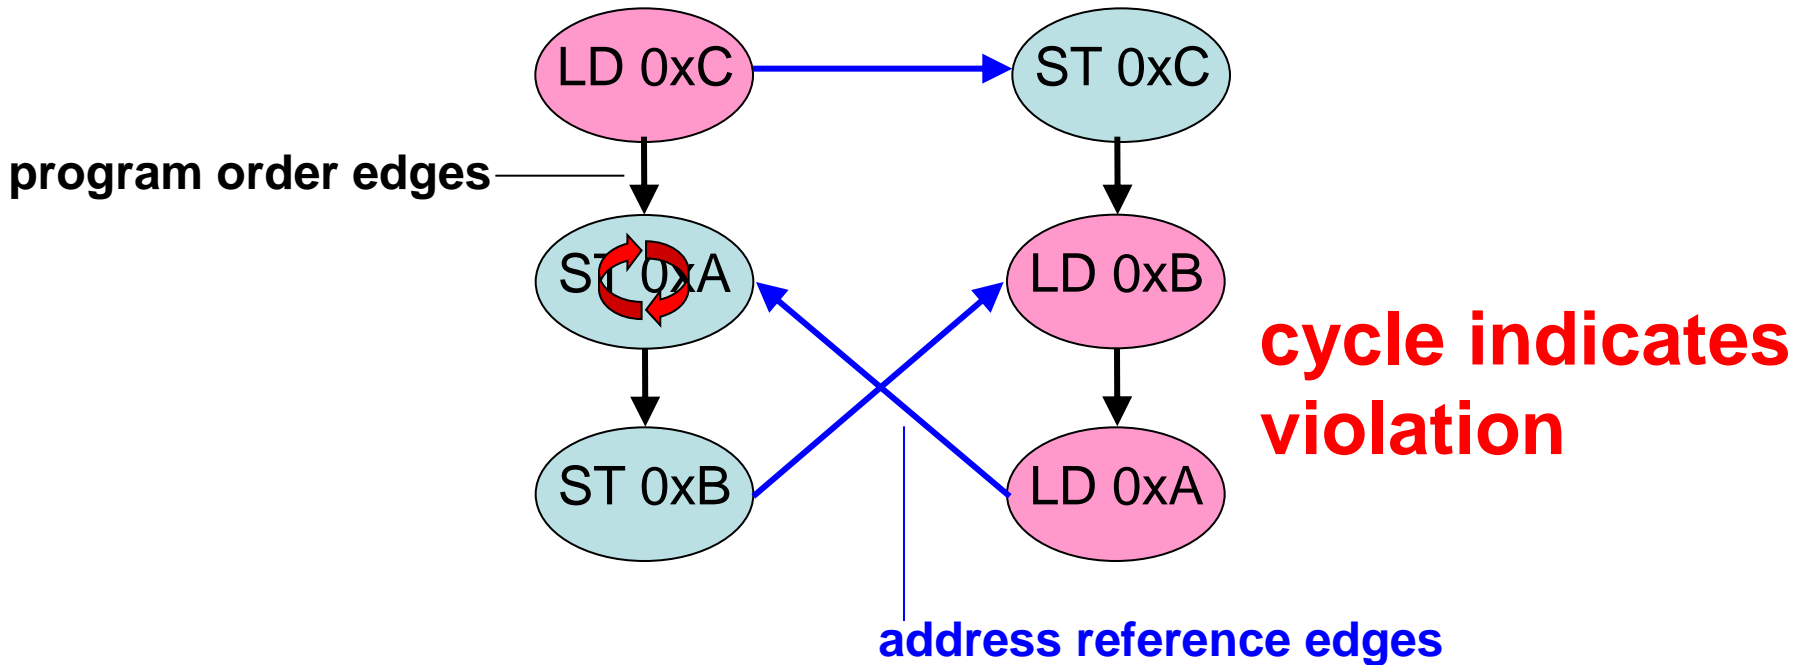 LD 0xC
ST 0xC
program order edges
ST 0xA
LD 0xB
cycle indicates
violation
ST 0xB
LD 0xA
address reference edges